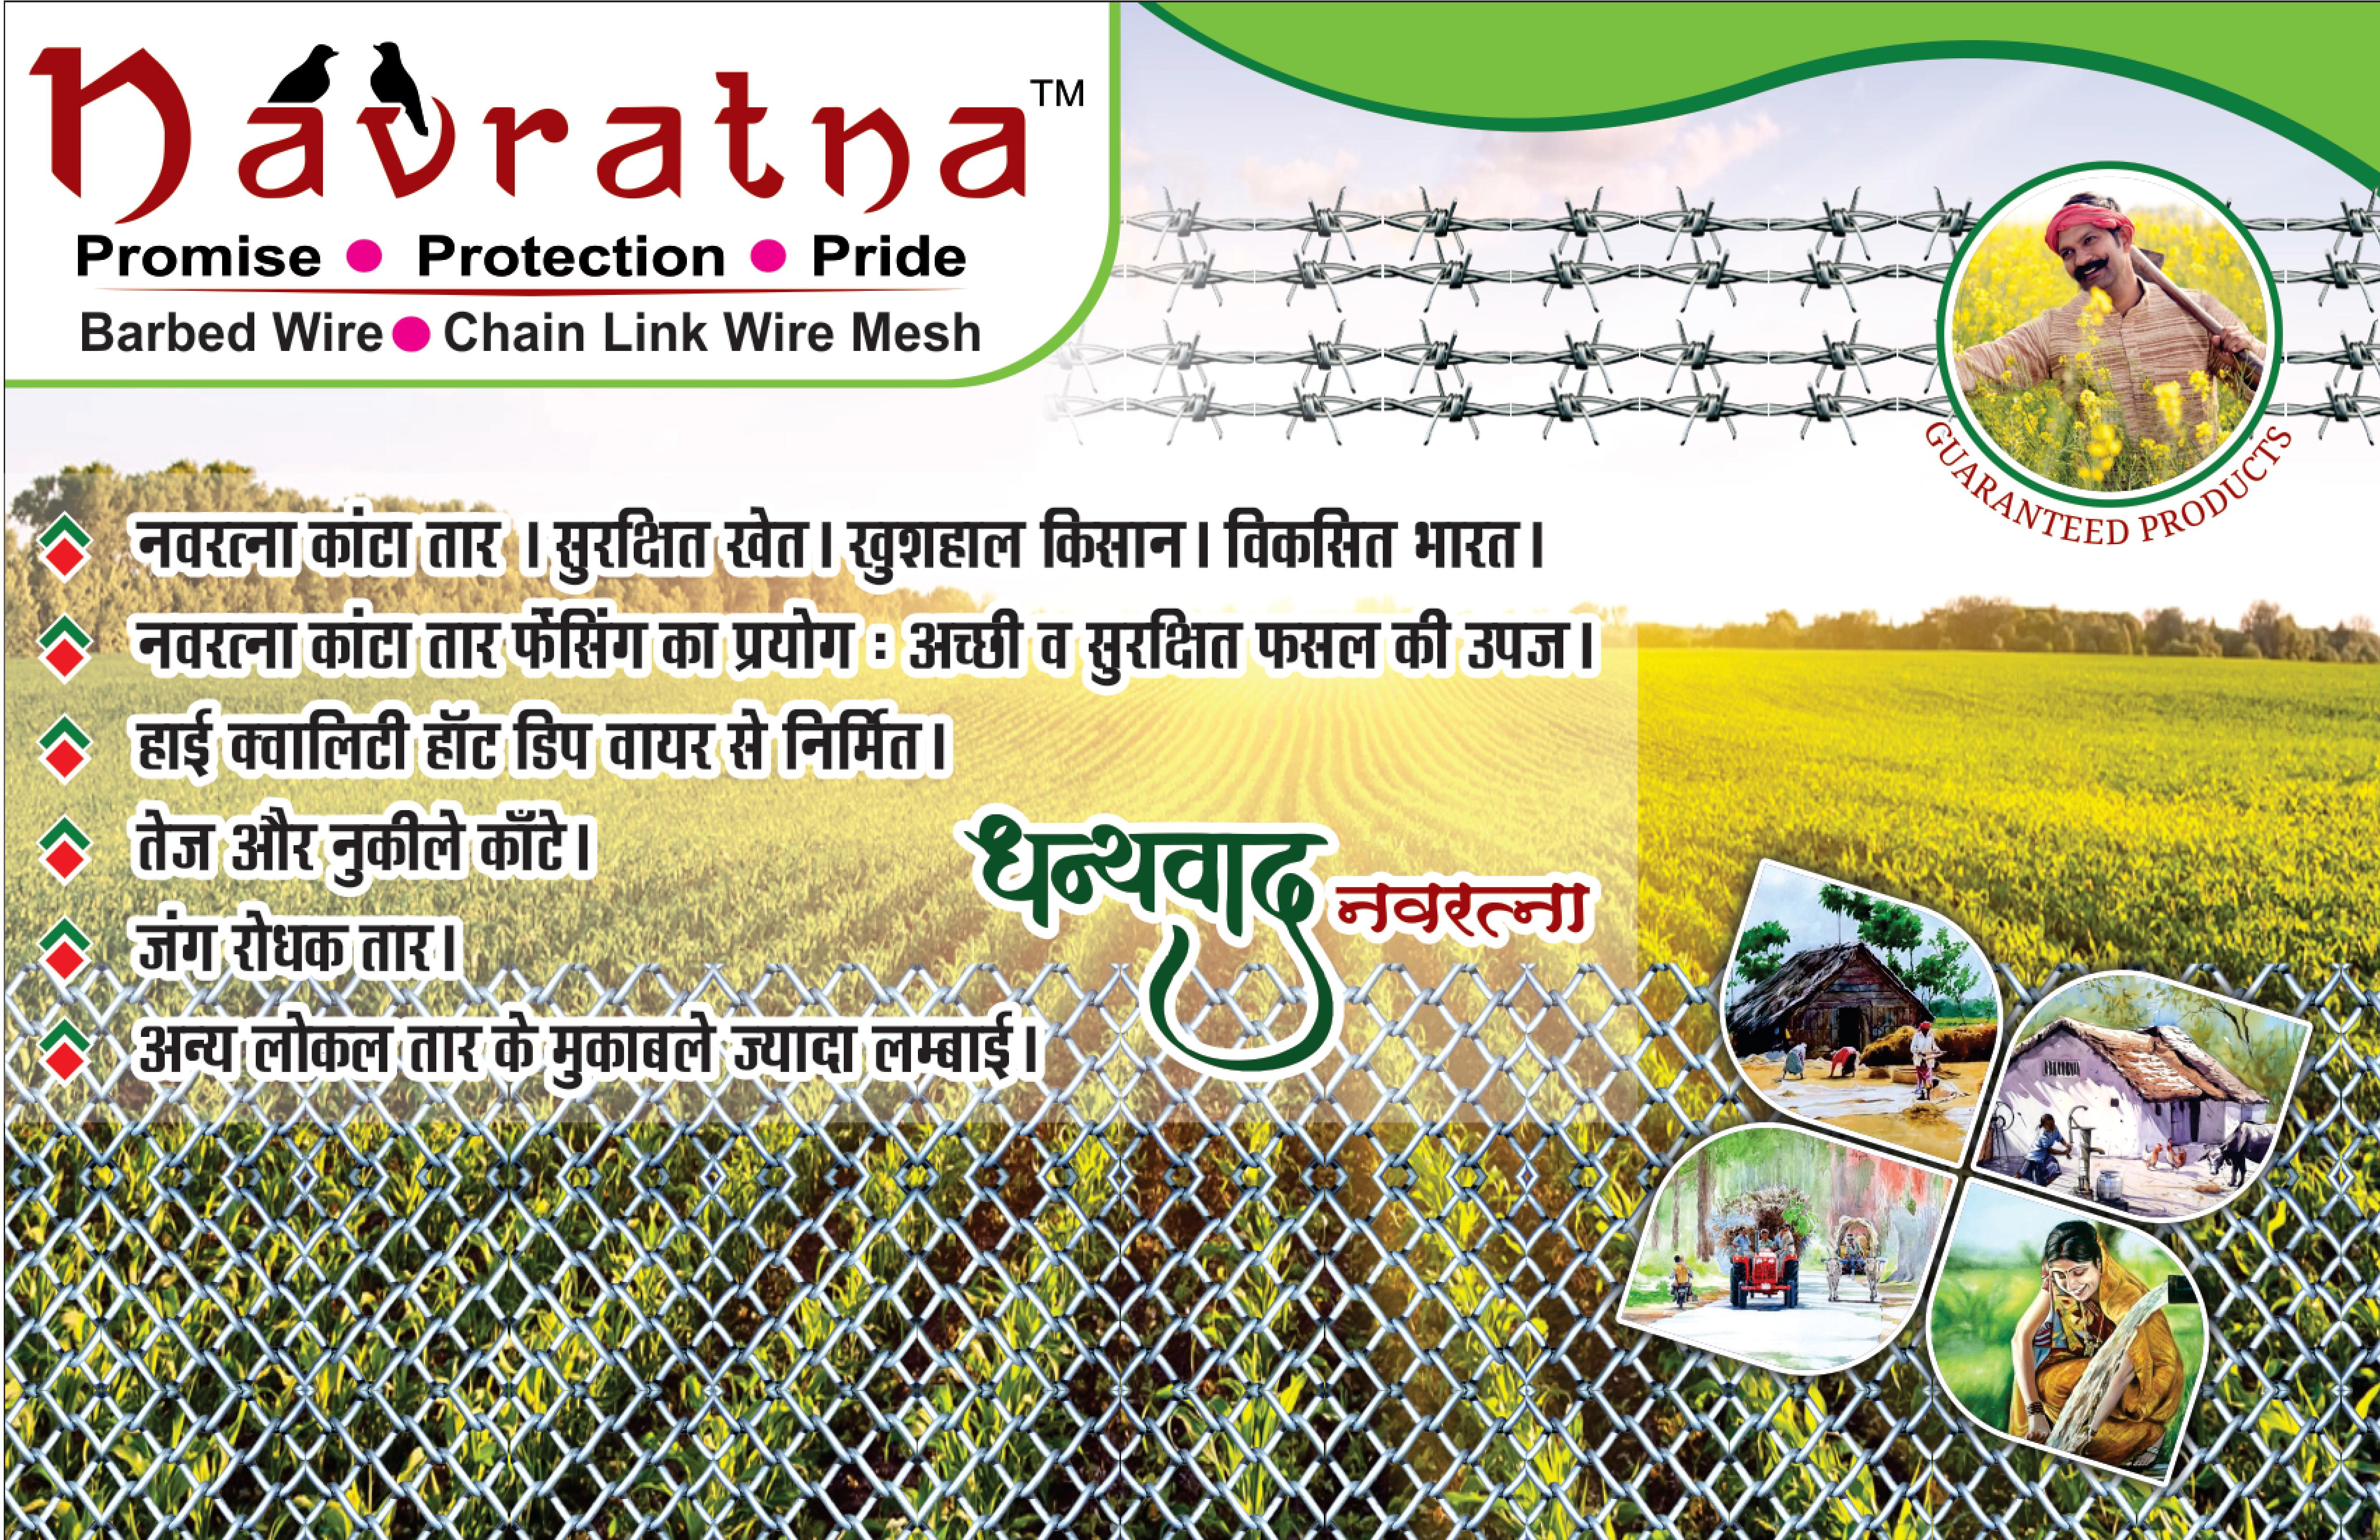 Navratna™
Promise • Protection • Pride
Barbed Wire • Chain Link Wire Mesh
GUARANTEED PRODUCTS
नवरत्ना कांटा तार । सुरक्षित खेत। खुशहाल किसान। विकसित भारत।
नवरत्ना कांटा तार फेंसिंग का प्रयोग : अच्छी व सुरक्षित फसल की उपज।
हाई क्वालिटी हॉट डिप वायर से निर्मित।
तेज और नुकीले काँटे।
जंग रोधक तार।
अन्य लोकल तार के मुकाबले ज्यादा लम्बाई।
धन्थवाद
नवरत्ना